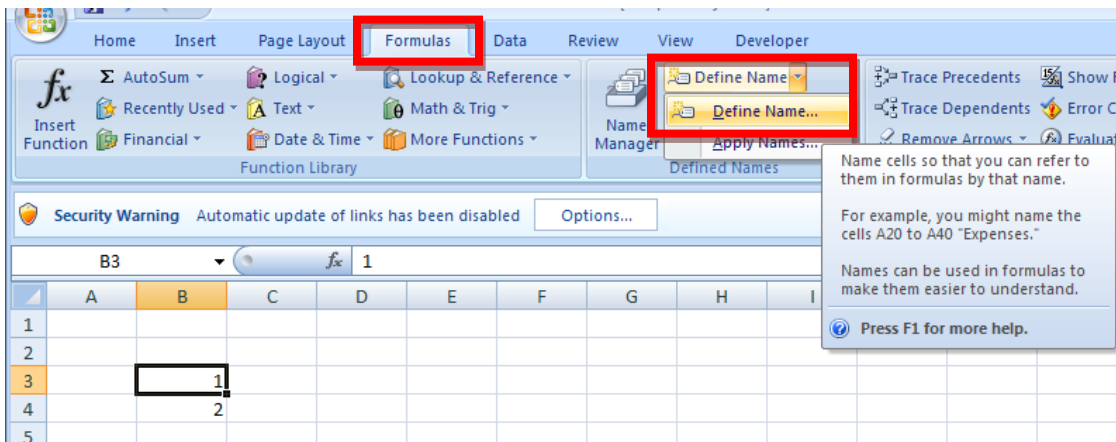 Home Insert Page Layout Formulas Data Review View Developer
fx Σ AutoSum Logical Lookup & Reference Define Name Trace Precedents Show
Recently Used Text Math & Trig Define Name... Trace Dependents Error
Insert Function Financial Date & Time More Functions Name Manager Apply Names... Remove Arrows
Function Library Defined Names
Name cells so that you can refer to
them in formulas by that name.
For example, you might name the
cells A20 to A40 "Expenses."
Names can be used in formulas to
make them easier to understand.
Press F1 for more help.
Security Warning Automatic update of links has been disabled Options...
B3 fx 1
A B C D E F G H I
1
2
3 1
4 2
5